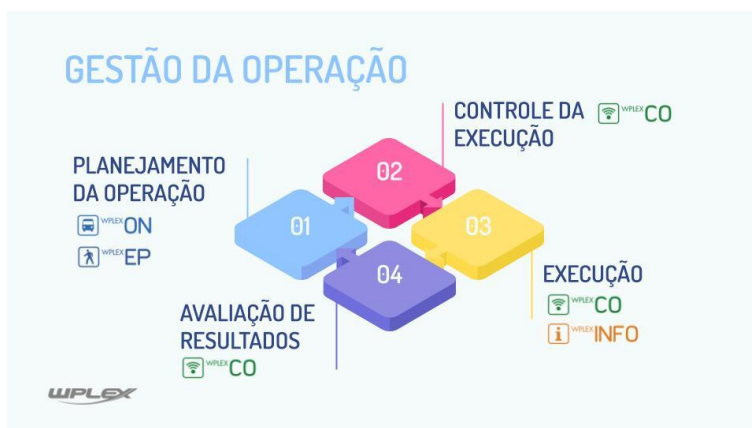 GESTÃO DA OPERAÇÃO
PLANEJAMENTO
DA OPERAÇÃO
WPLEX ON
WPLEX EP
01
02
CONTROLE DA
EXECUÇÃO
WPLEX CO
03
EXECUÇÃO
WPLEX CO
WPLEX INFO
04
AVALIAÇÃO DE
RESULTADOS
WPLEX CO
WPLEX